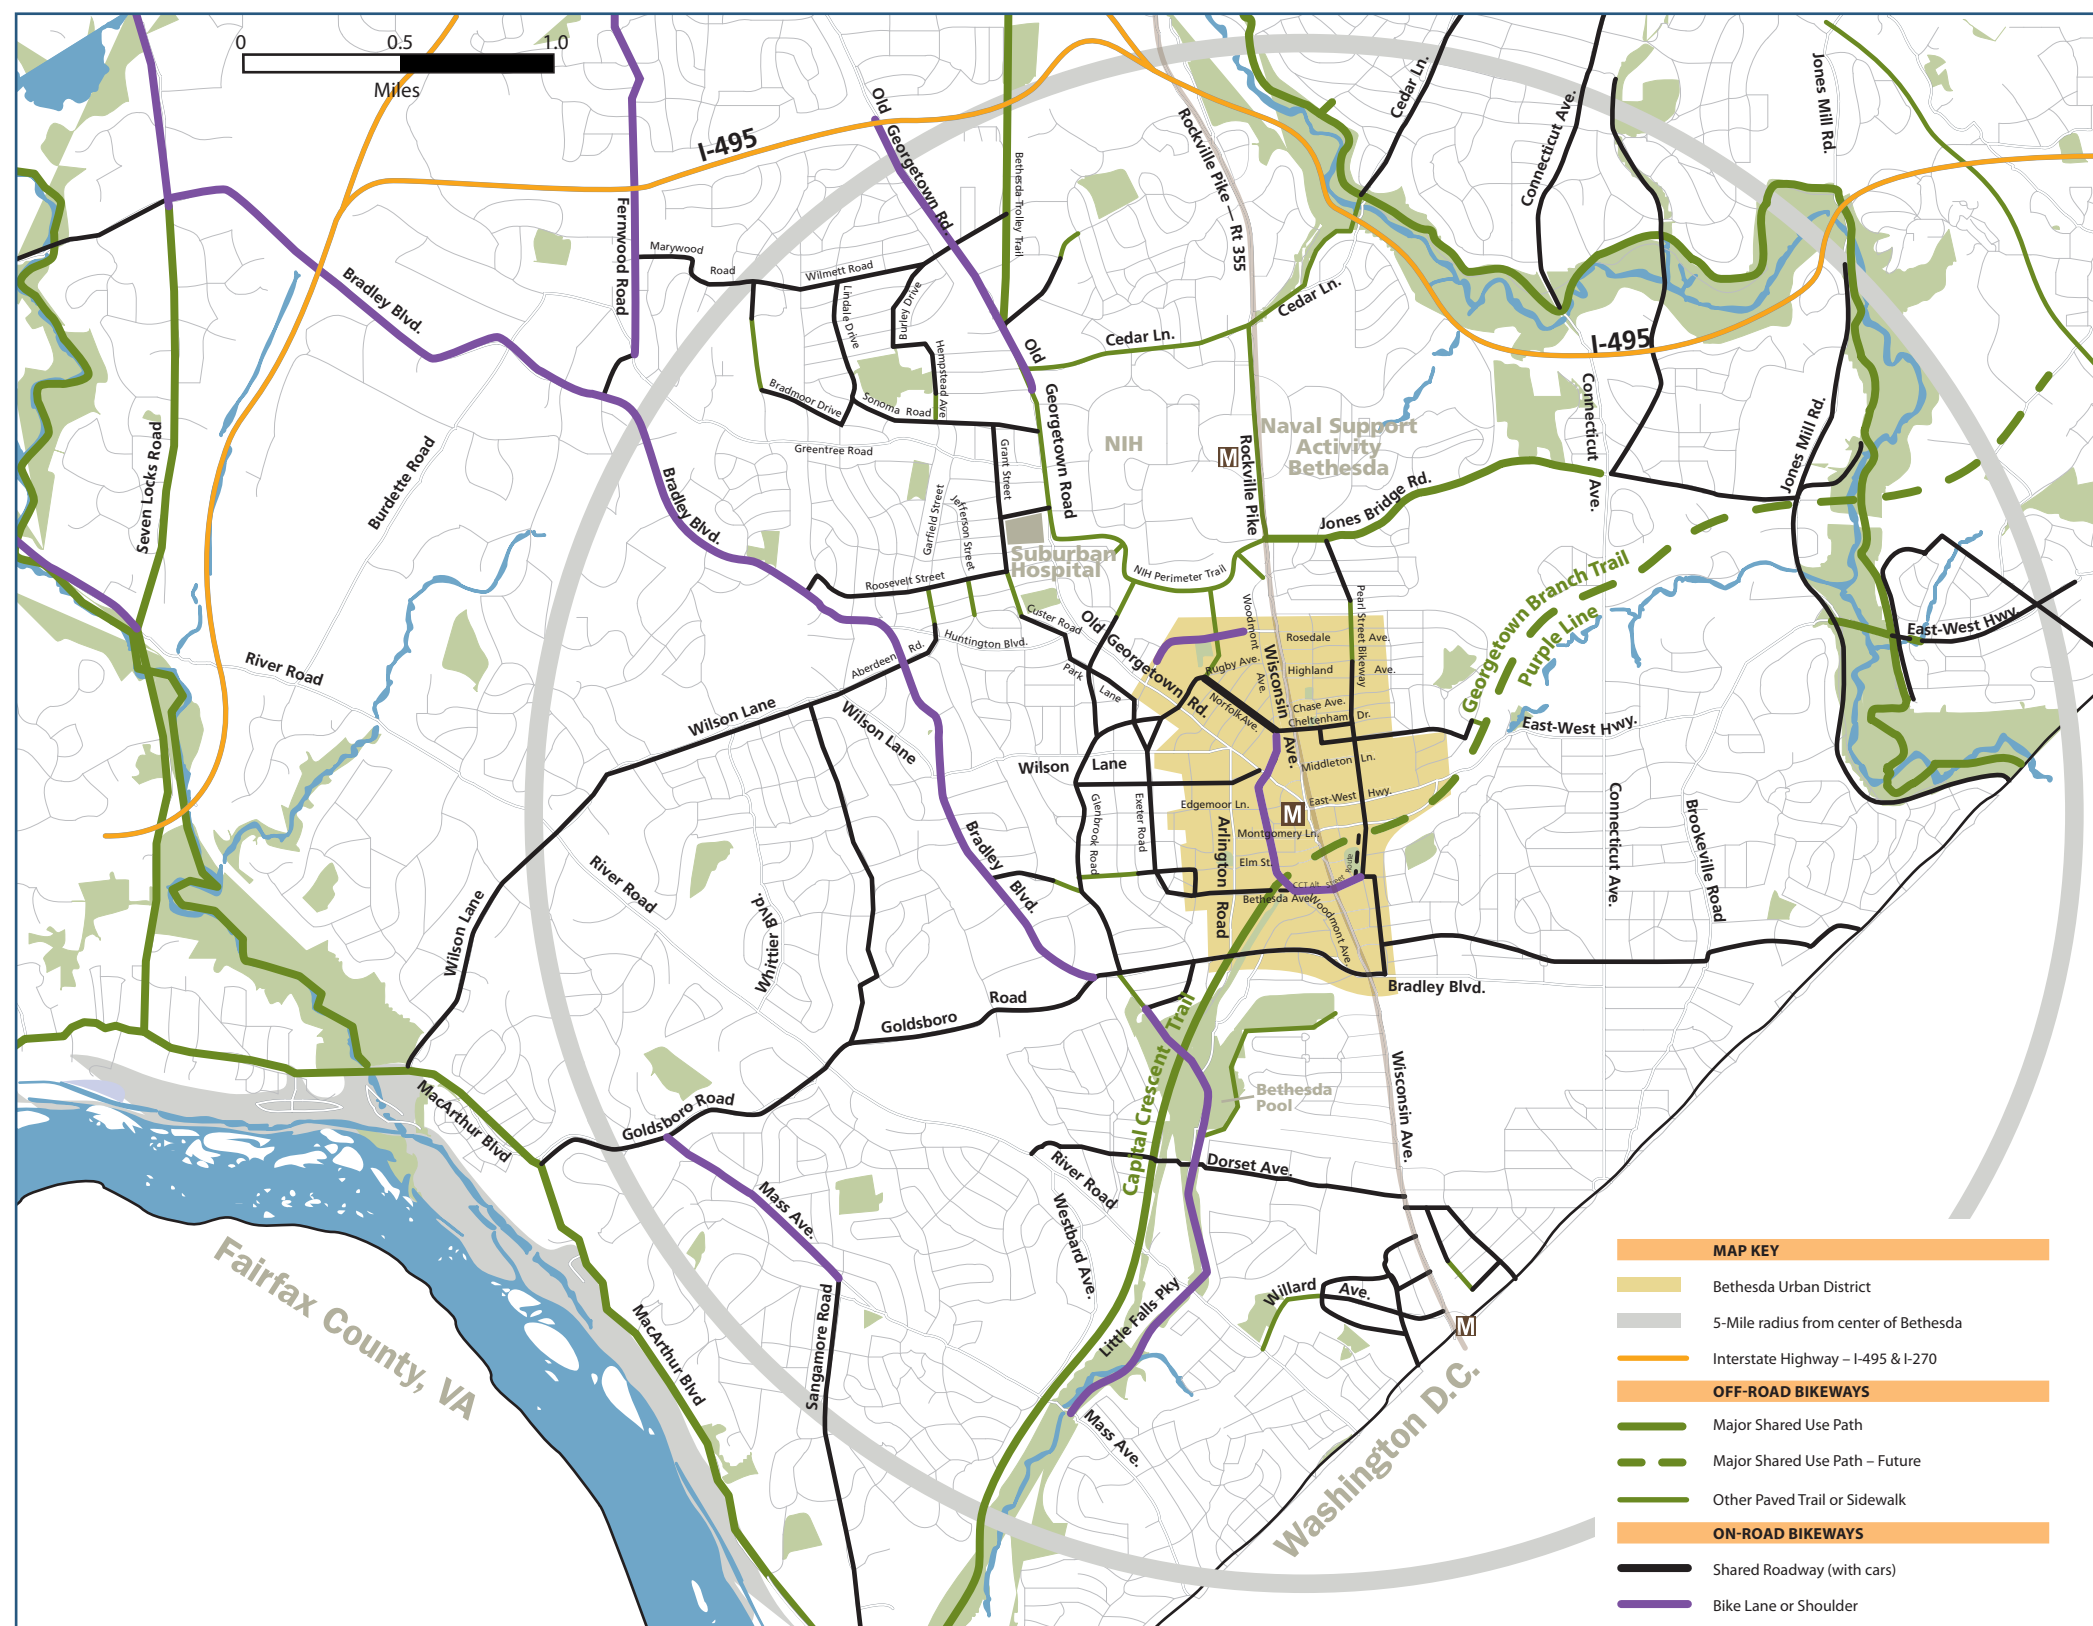 0 0.5 1.0
Miles
I-495
Old
Georgetown Rd.
Bethesda Trolley Trail
Rockville Pike — Rt 355
Cedar Ln.
Connecticut Ave.
Jones Mill Rd.
Fernwood Road
Marywood
Road
Wilmett Road
Lindale Drive
Burley Drive
Hempstead Ave.
Bradley Blvd.
Cedar Ln.
Cedar Ln.
I-495
Old
Georgetown Road
Bradmoor Drive
Sonoma Road
Greentree Road
Grant Street
NIH
M
Rockville Pike
Naval Support
Activity
Bethesda
Connecticut Ave.
Jones Mill Rd.
Seven Locks Road
Burdette Road
Bradley Blvd.
Garfield Street
Jefferson Street
Suburban
Hospital
Jones Bridge Rd.
NIH Perimeter Trail
Roosevelt Street
Georgetown Branch Trail
Purple Line
Pearl Street Bikeway
Custer Road
Old Georgetown Rd.
Woodmont Ave.
Rosedale Ave.
East-West Hwy.
Huntington Blvd.
Aberdeen Rd.
Park Lane
Rugby Ave.
Highland Ave.
Wisconsin Ave.
River Road
Wilson Lane
Wilson Lane
Norfolk Ave.
Chase Ave.
Cheltenham Dr.
East-West Hwy.
Wilson Lane
Middleton Ln.
Glenbrook Road
Exeter Road
Edgemoor Ln.
East-West Hwy.
M
Arlington Road
Montgomery Ln.
Connecticut Ave.
Brookeville Road
Bradley Blvd.
Elm St.
CCT Alt. Street Route
Bethesda Ave.
Woodmont Ave.
River Road
Whittier Blvd.
Wilson Lane
Bradley Blvd.
Goldsboro Road
Capital Crescent Trail
Wisconsin Ave.
Bethesda
Pool
MacArthur Blvd
Goldsboro Road
River Road
Dorset Ave.
Mass Ave.
Westbard Ave.
Fairfax County, VA
MacArthur Blvd
Sangamore Road
Little Falls Pky
Willard Ave.
M
Mass Ave.
Washington D.C.
MAP KEY
Bethesda Urban District
5-Mile radius from center of Bethesda
Interstate Highway – I-495 & I-270
OFF-ROAD BIKEWAYS
Major Shared Use Path
Major Shared Use Path – Future
Other Paved Trail or Sidewalk
ON-ROAD BIKEWAYS
Shared Roadway (with cars)
Bike Lane or Shoulder